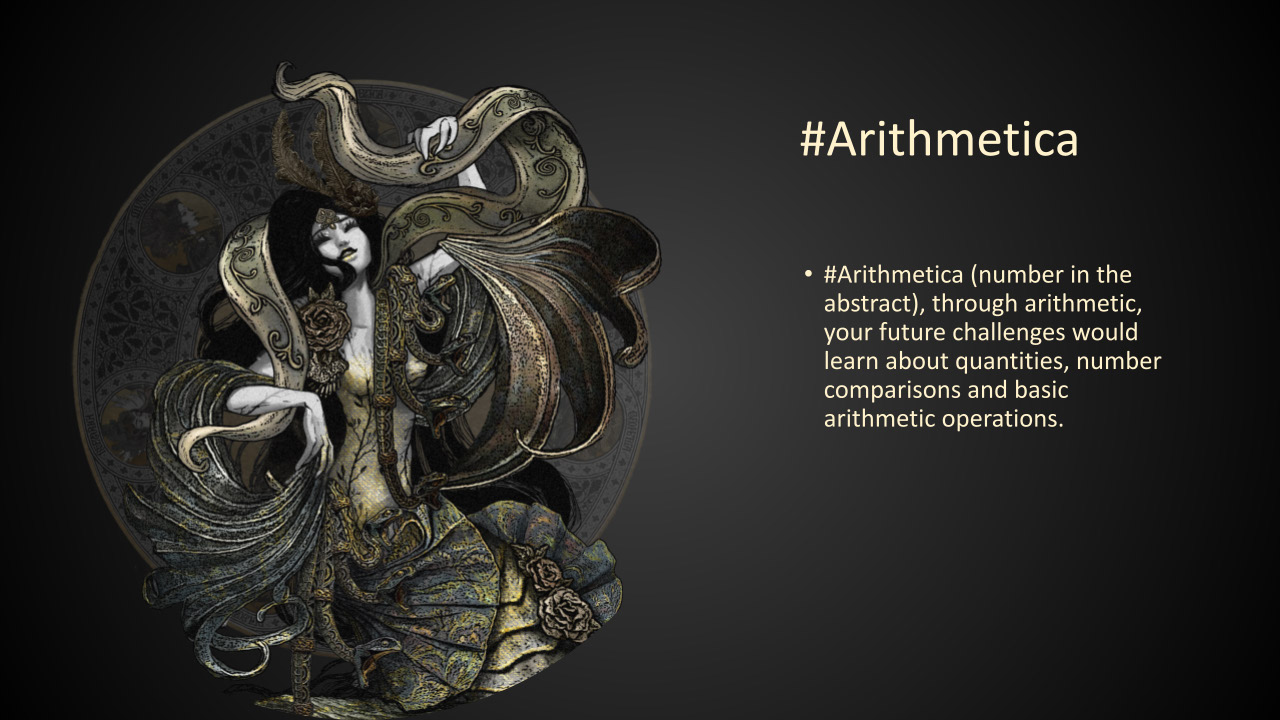 #Arithmetica
• #Arithmetica (number in the
abstract), through arithmetic,
your future challenges would
learn about quantities, number
comparisons and basic
arithmetic operations.